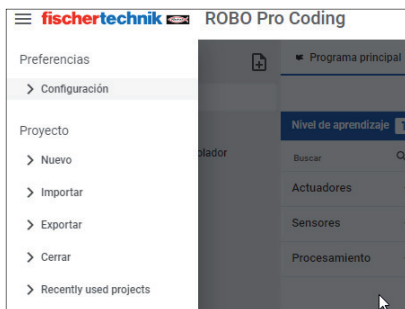 fischertechnik ROBO Pro Coding
Preferencias
Configuración
Proyecto
Nuevo
Importar
Exportar
Cerrar
Recently used projects
Programa principal
Nivel de aprendizaje
Buscar
Actuadores
Sensores
Procesamiento